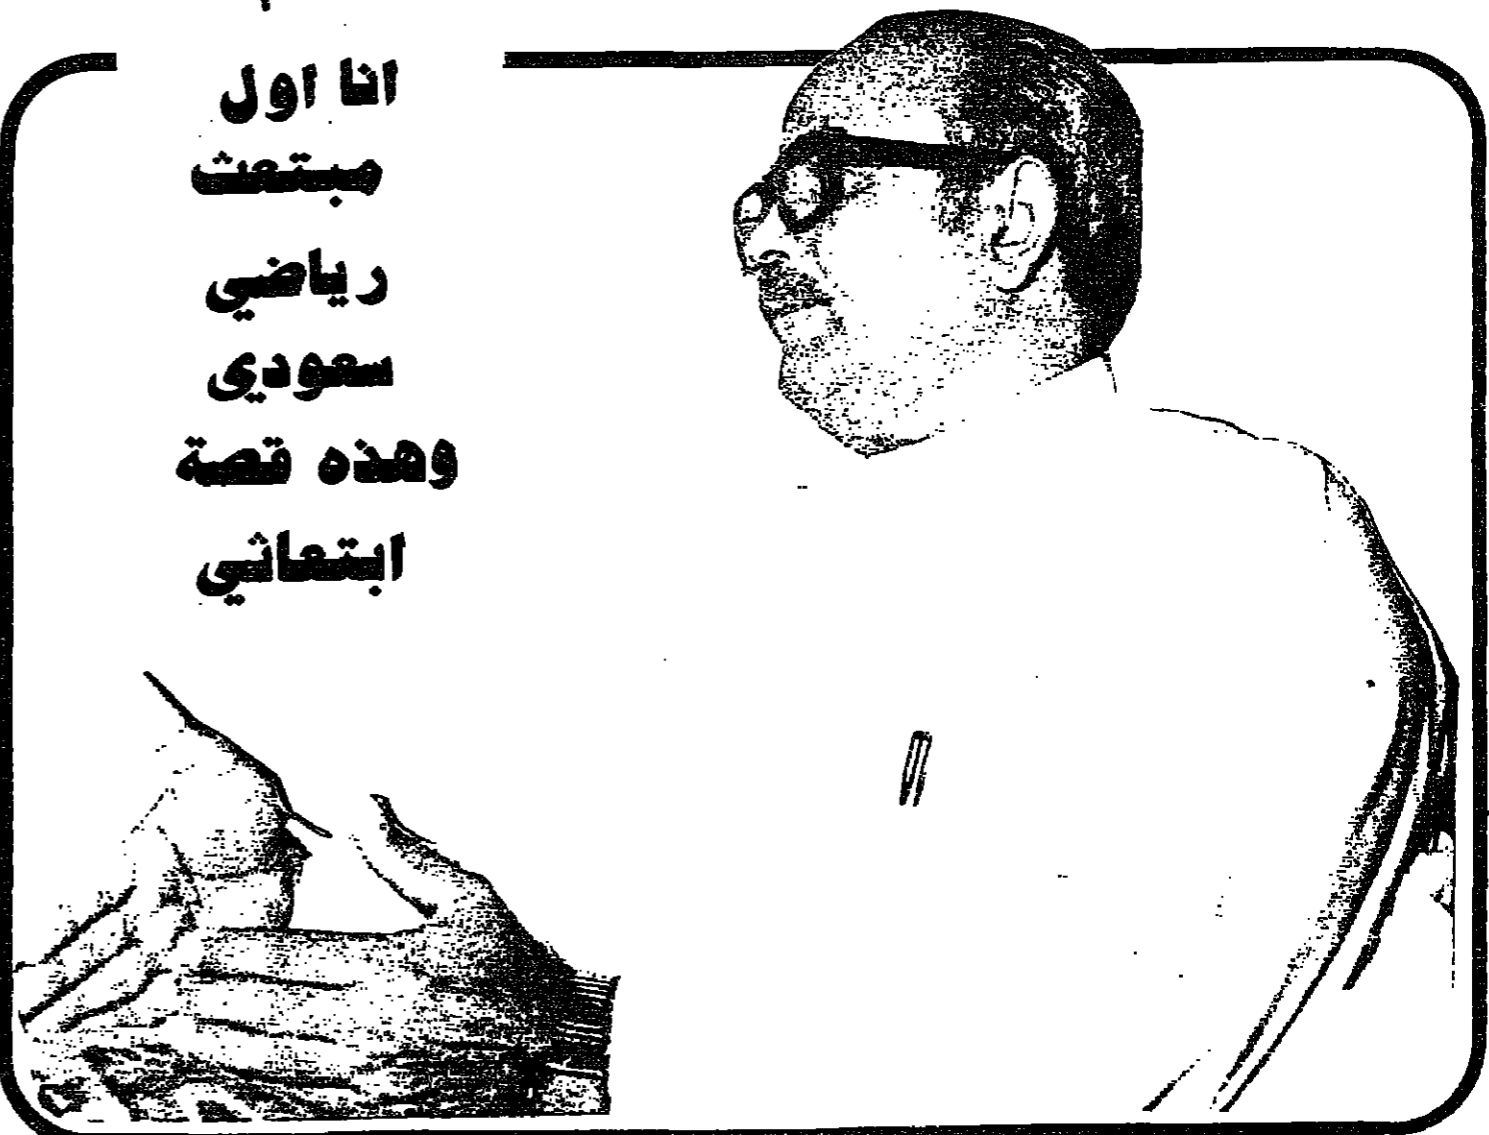 انا اول
مبتعث
رياضي
سعودي
وهذه قصة
ابتعاثي